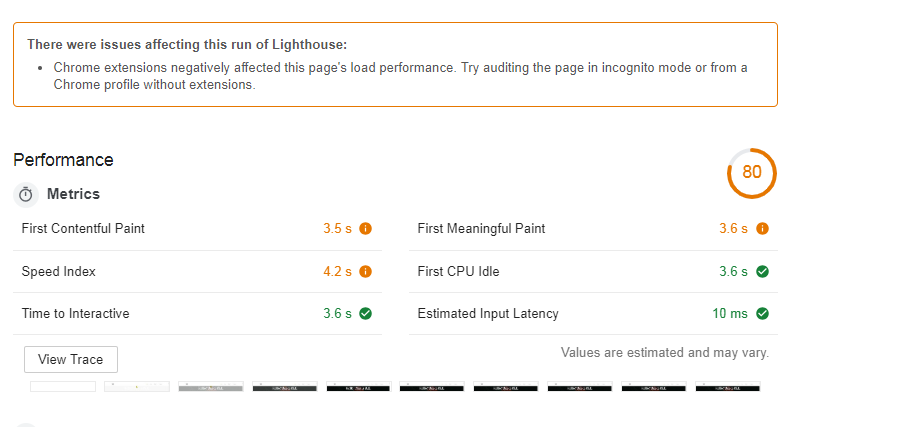 There were issues affecting this run of Lighthouse:
• Chrome extensions negatively affected this page's load performance. Try auditing the page in incognito mode or from a
Chrome profile without extensions.
Performance
80
Metrics
First Contentful Paint 3.5 s
First Meaningful Paint 3.6 s
Speed Index 4.2 s
First CPU Idle 3.6 s
Time to Interactive 3.6 s
Estimated Input Latency 10 ms
View Trace
Values are estimated and may vary.